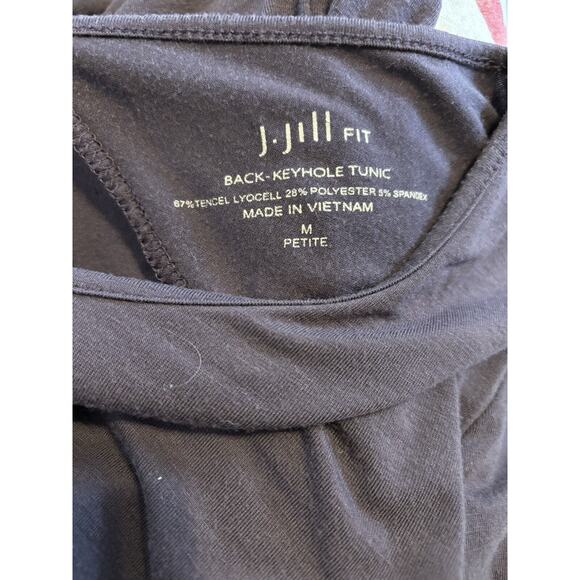 J.Jill FIT
BACK-KEYHOLE TUNIC
67% TENCEL LYOCELL 28% POLYESTER 5% SPANDEX
MADE IN VIETNAM
M
PETITE